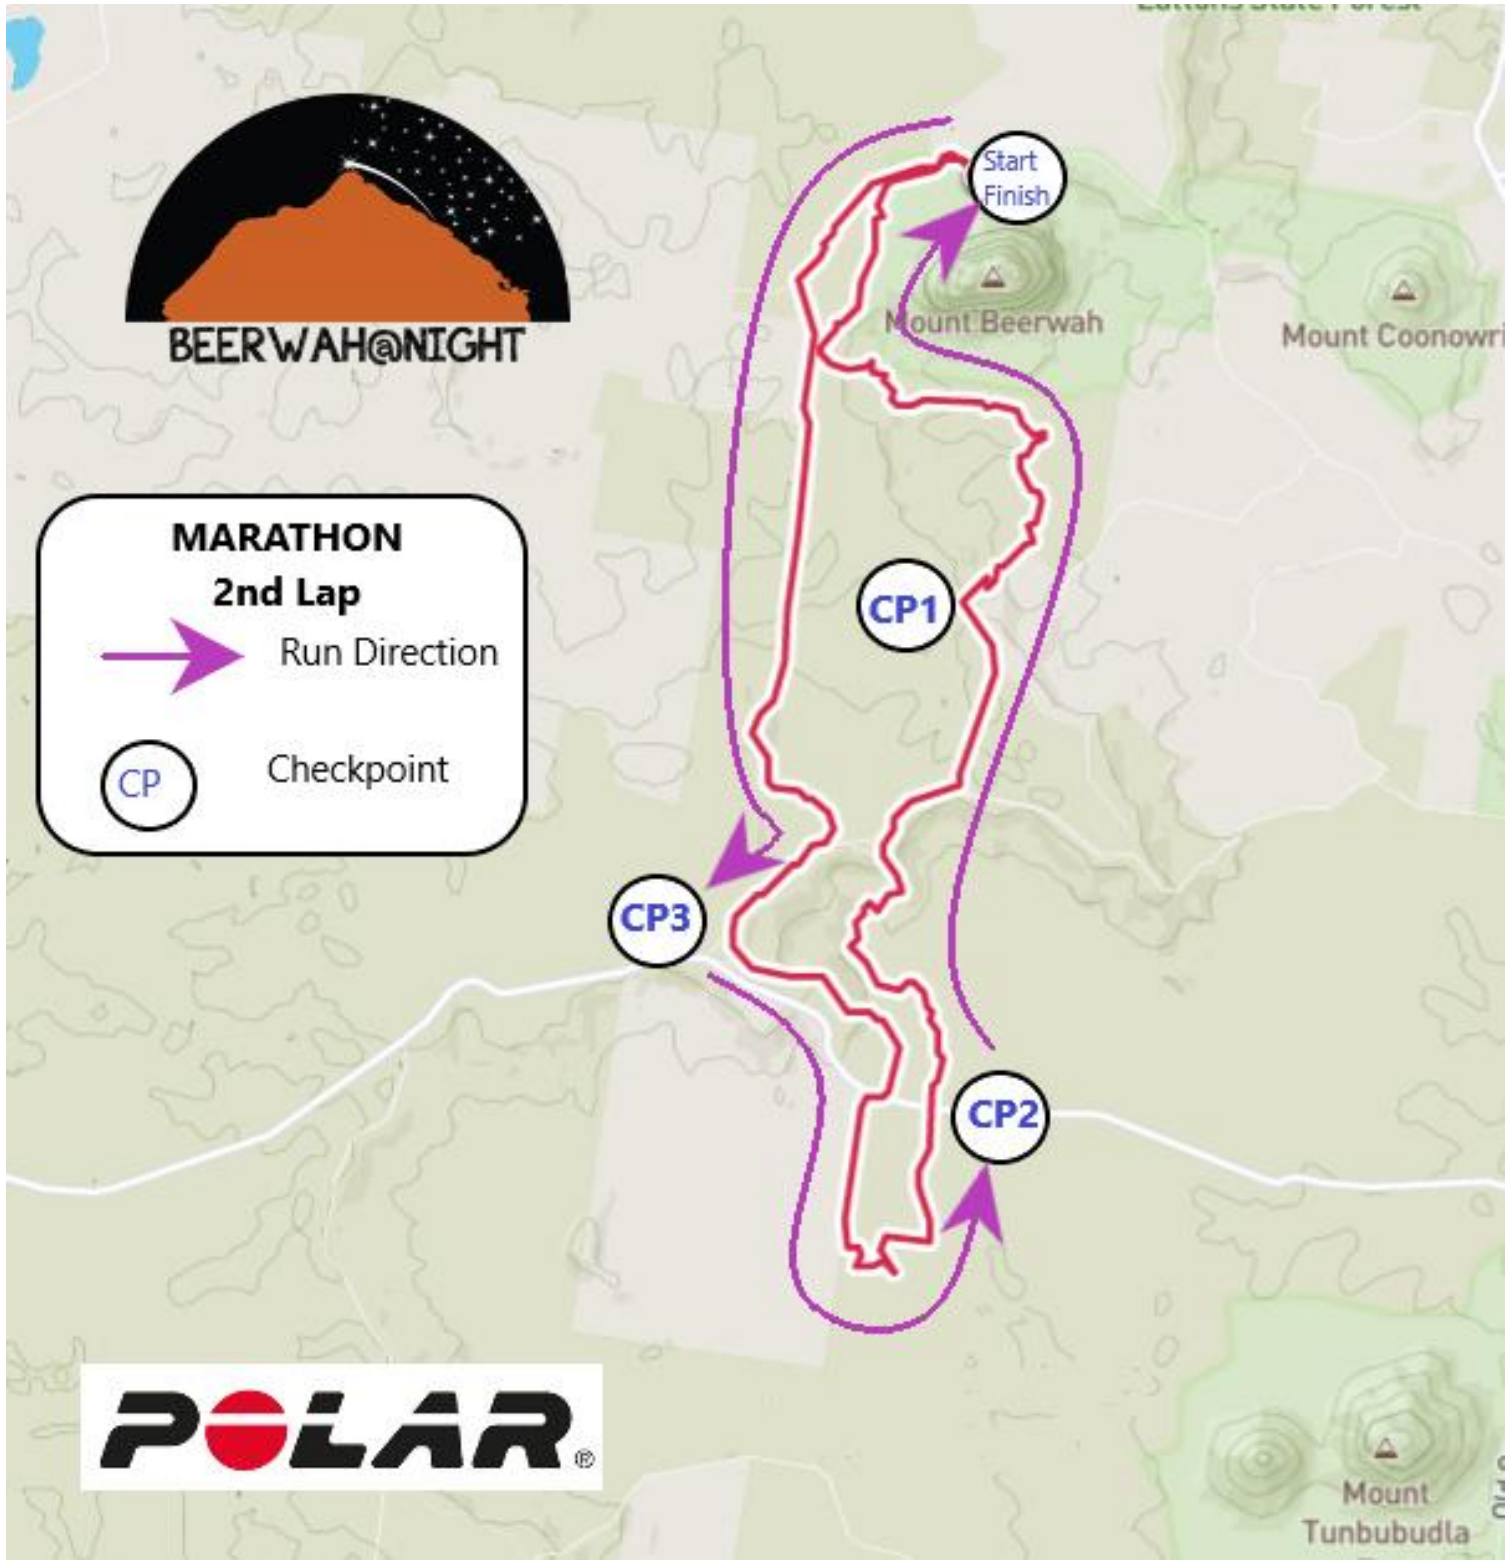 Start
Finish
Mount Beerwah
Mount Coonowri
BEERWAH@NIGHT
MARATHON
2nd Lap
Run Direction
CP
Checkpoint
CP1
CP3
CP2
POLAR®
Mount
Tunbubudla